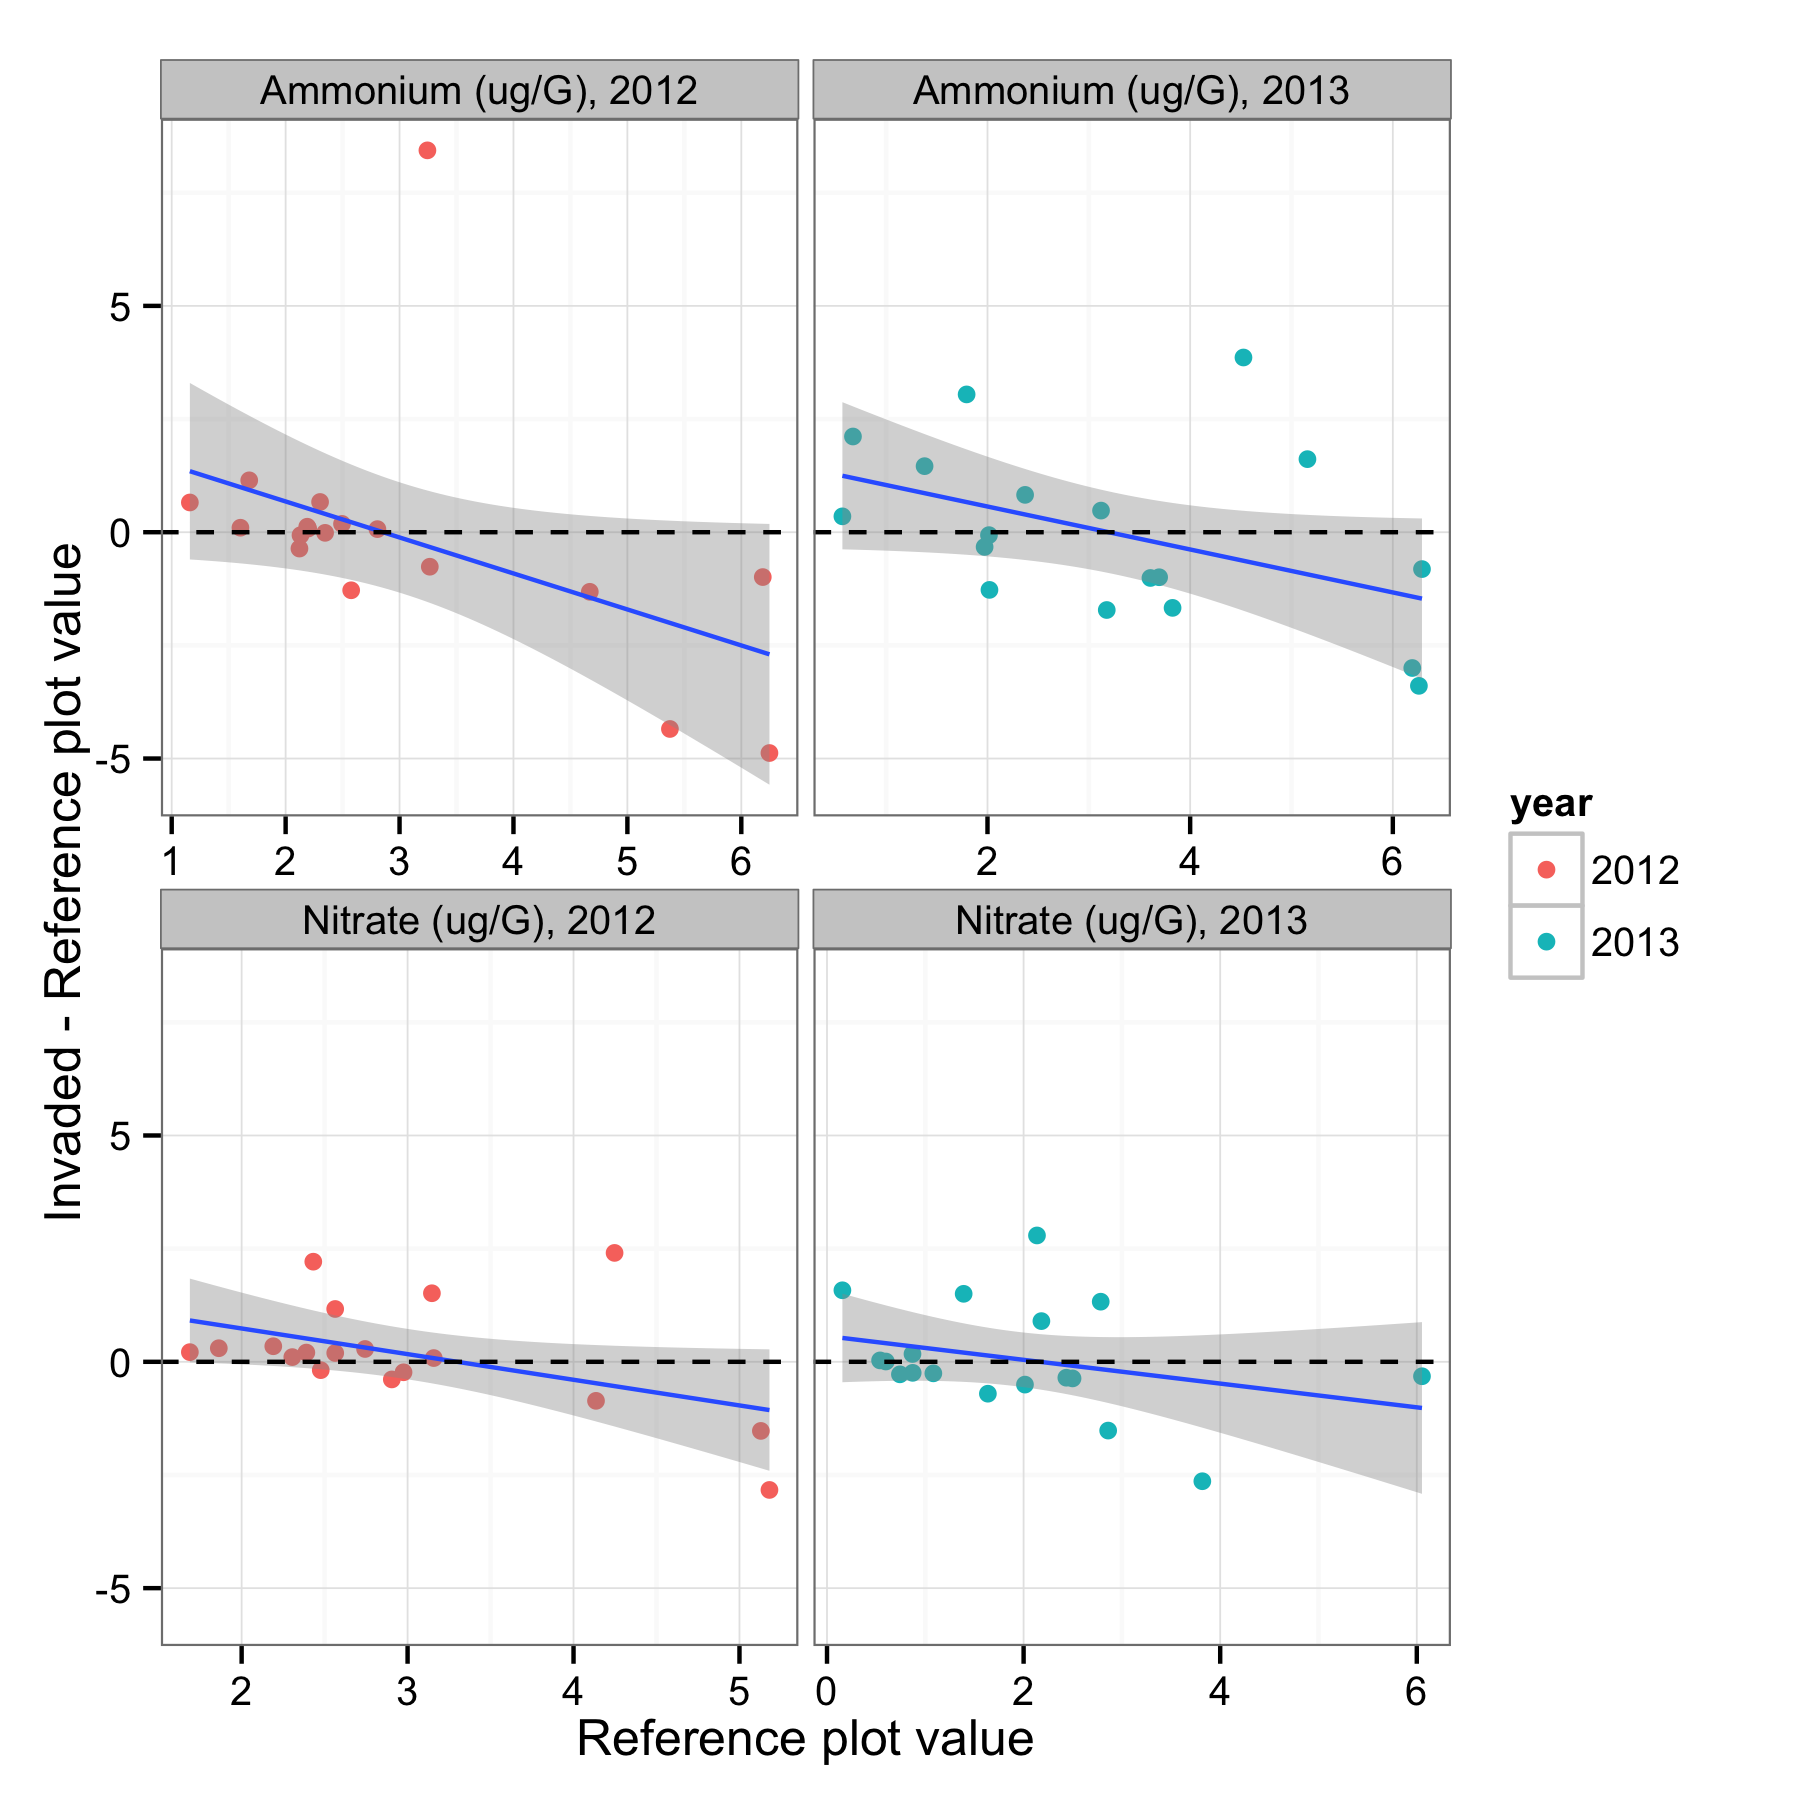 Ammonium (ug/G), 2012
Ammonium (ug/G), 2013
5
0
-5
1 2 3 4 5 6
2 4 6
Nitrate (ug/G), 2012
Nitrate (ug/G), 2013
5
0
-5
2 3 4 5
0 2 4 6
Reference plot value
Invaded - Reference plot value
year
2012
2013